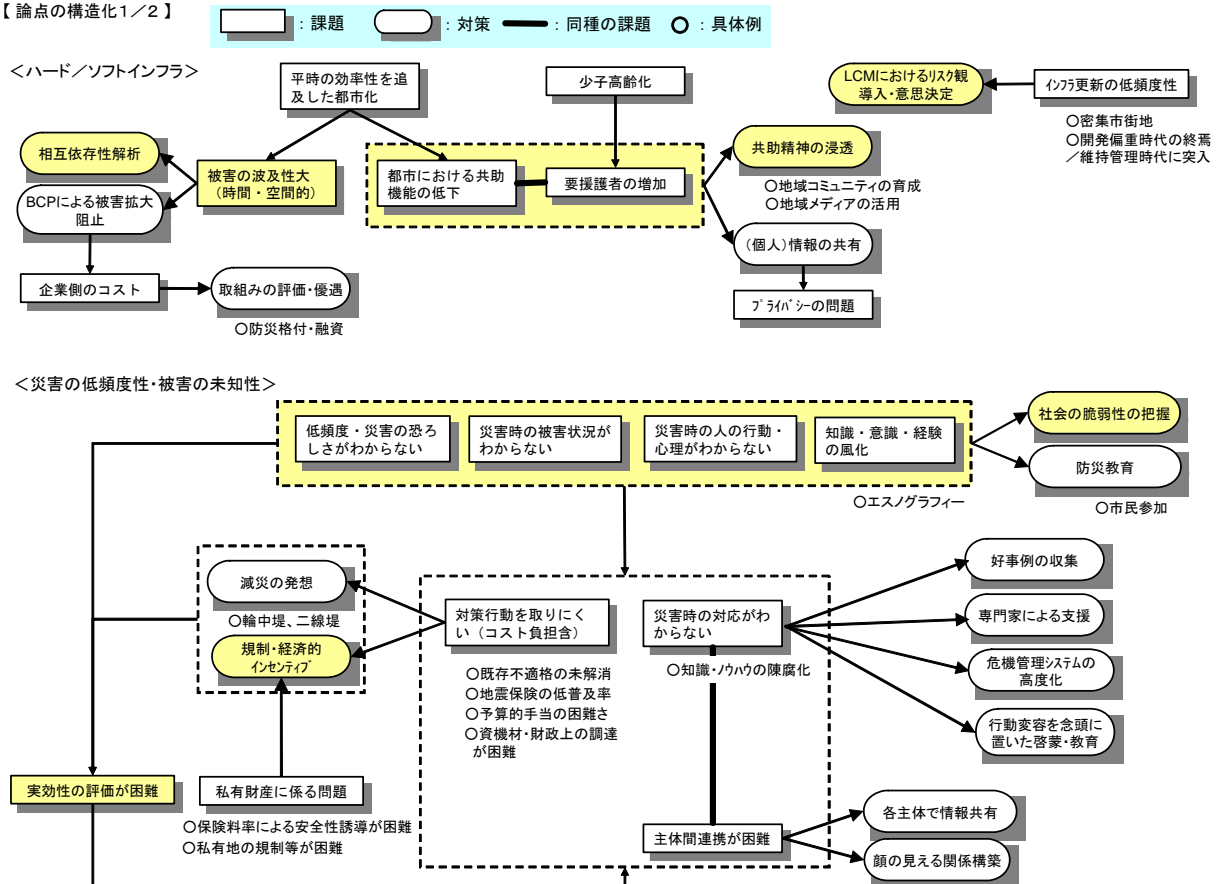 【 論点の構造化１／２ 】
：課題
：対策
：同種の課題
：具体例
＜ハード／ソフトインフラ＞
平時の効率性を追
及した都市化
少子高齢化
LCMにおけるリスク観
導入・意思決定
ｲﾝﾌﾗ更新の低頻度性
○密集市街地
○開発偏重時代の終焉
／維持管理時代に突入
相互依存性解析
被害の波及性大
（時間・空間的）
都市における共助
機能の低下
要援護者の増加
共助精神の浸透
○地域コミュニティの育成
○地域メディアの活用
BCPによる被害拡大
阻止
（個人）情報の共有
企業側のコスト
取組みの評価・優遇
○防災格付・融資
ﾌﾟﾗｲﾊﾞｼｰの問題
＜災害の低頻度性・被害の未知性＞
低頻度・災害の恐ろ
しさがわからない
災害時の被害状況が
わからない
災害時の人の行動・
心理がわからない
知識・意識・経験
の風化
社会の脆弱性の把握
防災教育
○市民参加
○エスノグラフィー
減災の発想
○輪中堤、二線堤
規制・経済的
ｲﾝｾﾝﾃｨﾌﾞ
対策行動を取りにく
い（コスト負担含）
○既存不適格の未解消
○地震保険の低普及率
○予算的手当の困難さ
○資機材・財政上の調達
が困難
災害時の対応がわ
からない
○知識・ﾉｳﾊｳの陳腐化
好事例の収集
専門家による支援
危機管理システムの
高度化
行動変容を念頭に
置いた啓蒙・教育
実効性の評価が困難
私有財産に係る問題
○保険料率による安全性誘導が困難
○私有地の規制等が困難
主体間連携が困難
各主体で情報共有
顔の見える関係構築